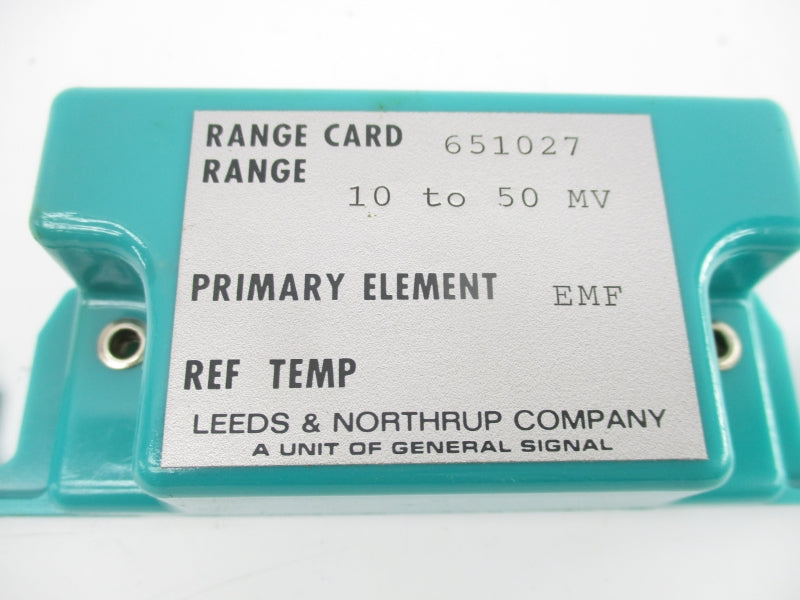 RANGE CARD 651027
RANGE
10 to 50 MV
PRIMARY ELEMENT EMF
REF TEMP
LEEDS & NORTHRUP COMPANY
A UNIT OF GENERAL SIGNAL